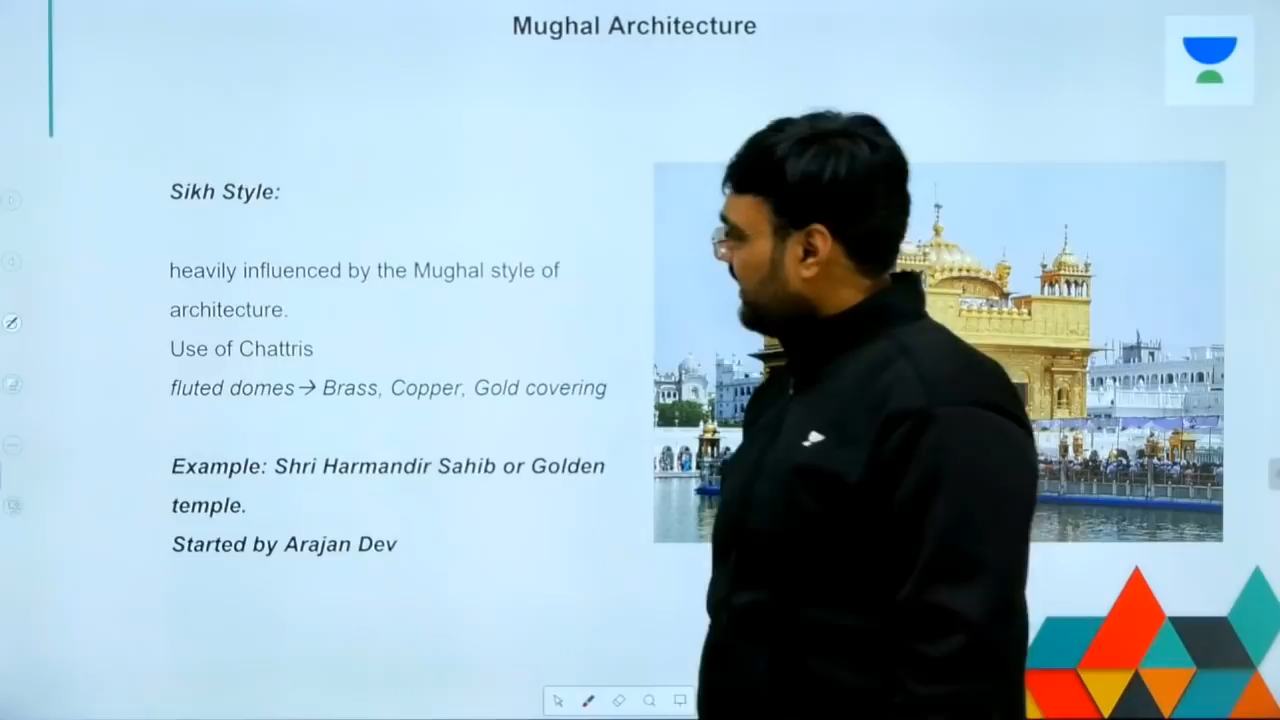 Mughal Architecture
Sikh Style:
heavily influenced by the Mughal style of
architecture.
Use of Chattris
fluted domes→ Brass, Copper, Gold covering
Example: Shri Harmandir Sahib or Golden
temple.
Started by Arajan Dev